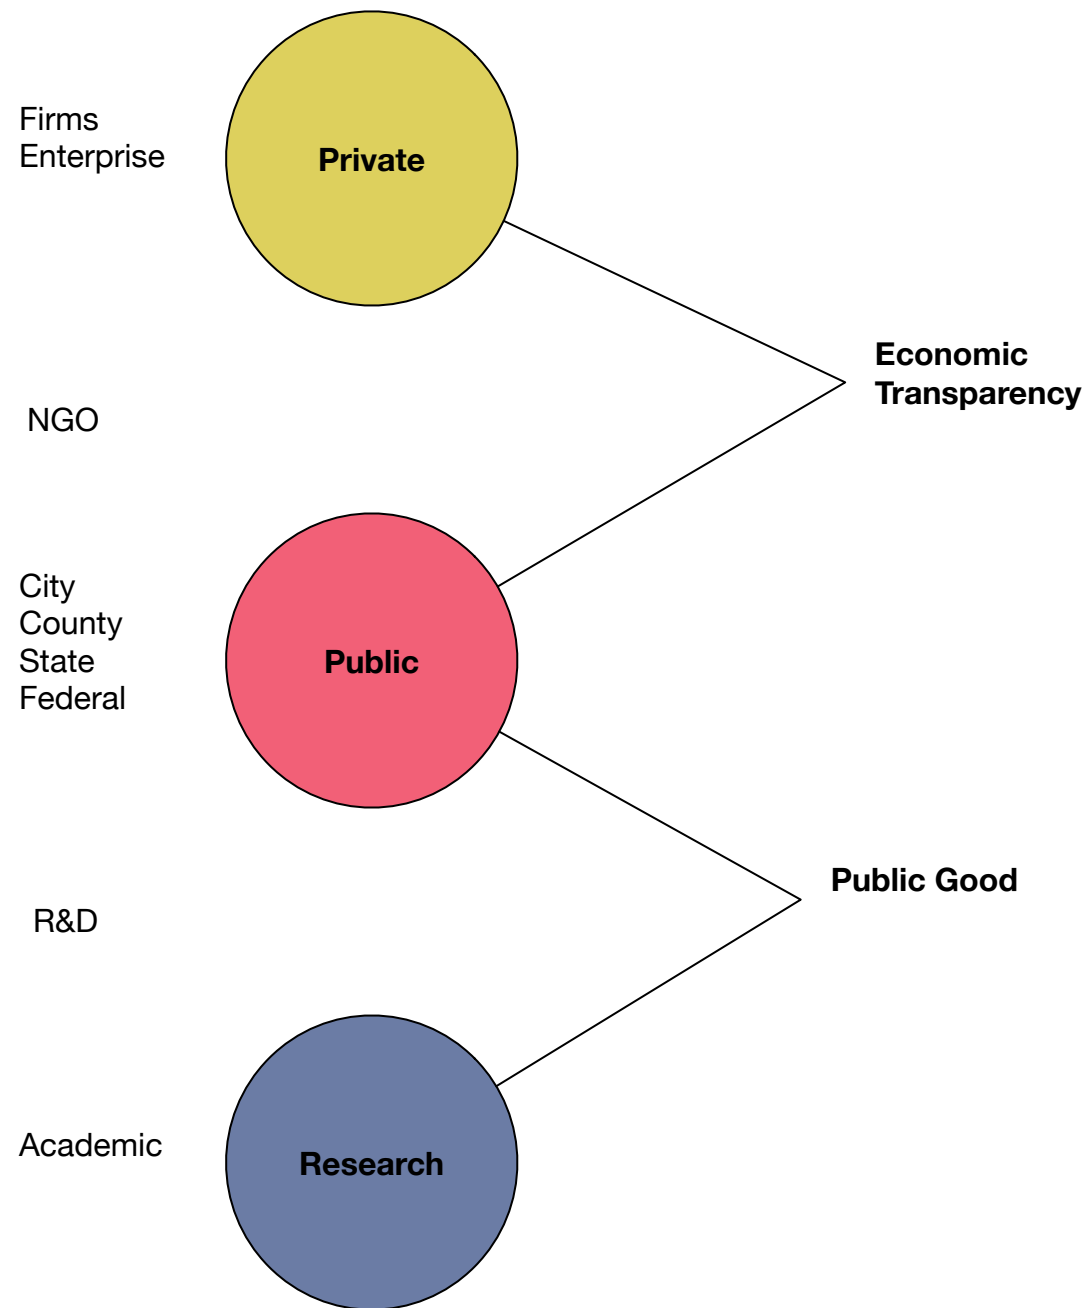 Firms
Enterprise
Private
Economic
Transparency
NGO
City
County
State
Federal
Public
Public Good
R&D
Academic
Research